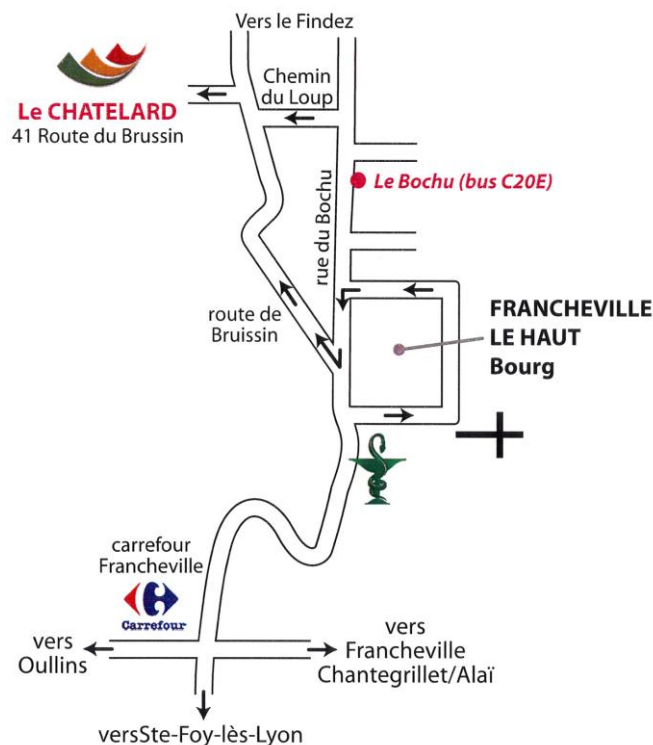 Vers le Findez
Chemin
du Loup
Le CHATELARD
41 Route du Brussin
Le Bochu (bus C20E)
rue du Bochu
route de
Bruissin
FRANCHEVILLE
LE HAUT
Bourg
carrefour
Francheville
Carrefour
vers
Oullins
vers
Francheville
Chantegrillet/Alaï
versSte-Foy-lès-Lyon